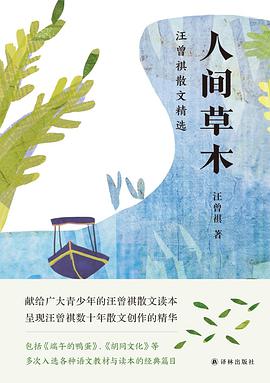 人间草木
汪曾祺散文精选
汪曾祺 著
献给广大青少年的汪曾祺散文读本
呈现汪曾祺数十年散文创作的精华
包括《端午的鸭蛋》、《胡同文化》等
多次入选各种语文教材与读本的经典篇目
译林出版社